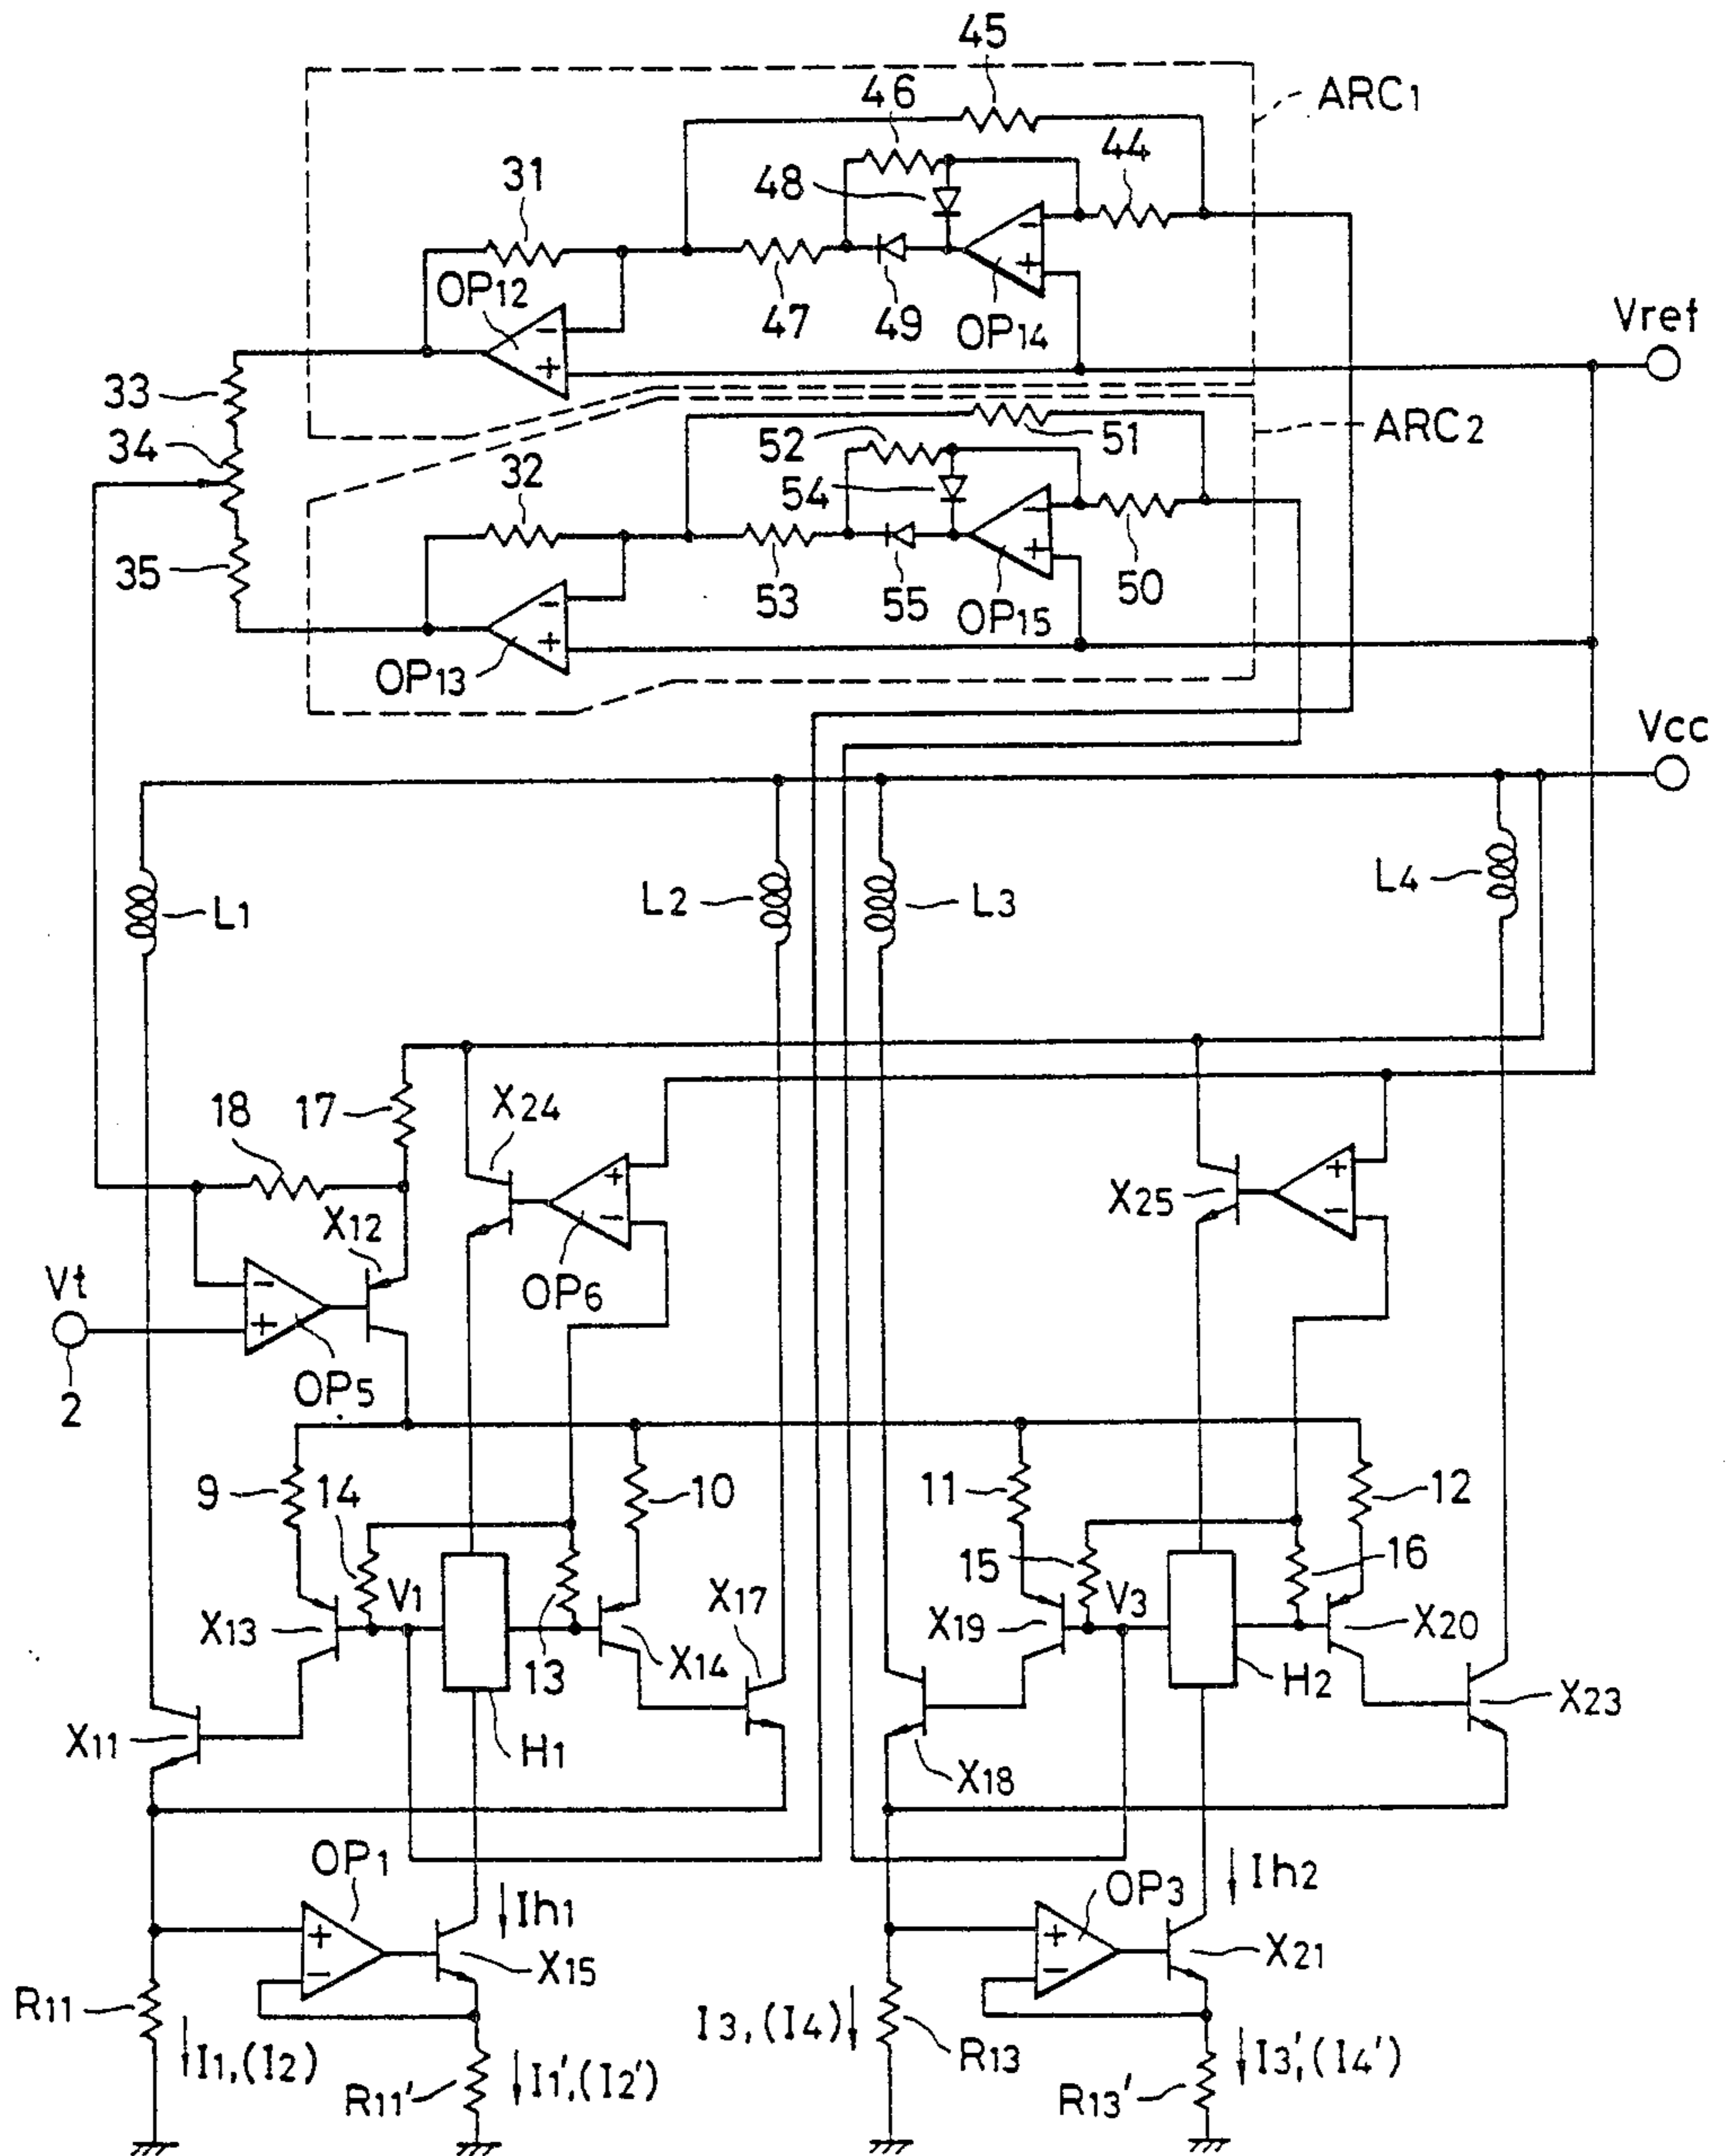 45
46
ARC1
44
48
31
OP12
47
49
OP14
Vref
33
34
52
51
ARC2
32
54
35
53
55
OP15
50
OP13
Vcc
L1
L2
L3
L4
17
X24
18
X12
X25
OP6
Vt
2
OP5
9
14
10
11
12
15
16
V1
X17
V3
X13
X19
X20
13
X14
H2
X11
H1
X23
X18
OP1
Ih1
OP3
Ih2
X15
X21
R11
I1,(I2)
R11'
I1',(I2')
I3,(I4)
R13
R13'
I3',(I4')
+
-
+
-
+
-
+
-
+
-
+
-
+
-
+
-
+
-